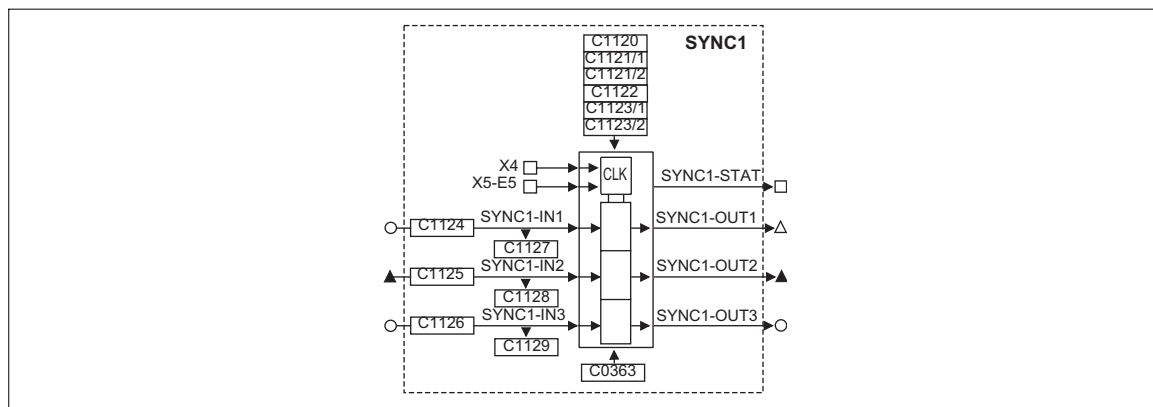 SYNC1
C1120
C1121/1
C1121/2
C1122
C1123/1
C1123/2
X4
X5-E5
CLK
SYNC1-STAT
C1124
SYNC1-IN1
SYNC1-OUT1
C1127
C1125
SYNC1-IN2
SYNC1-OUT2
C1128
C1126
SYNC1-IN3
SYNC1-OUT3
C1129
C0363